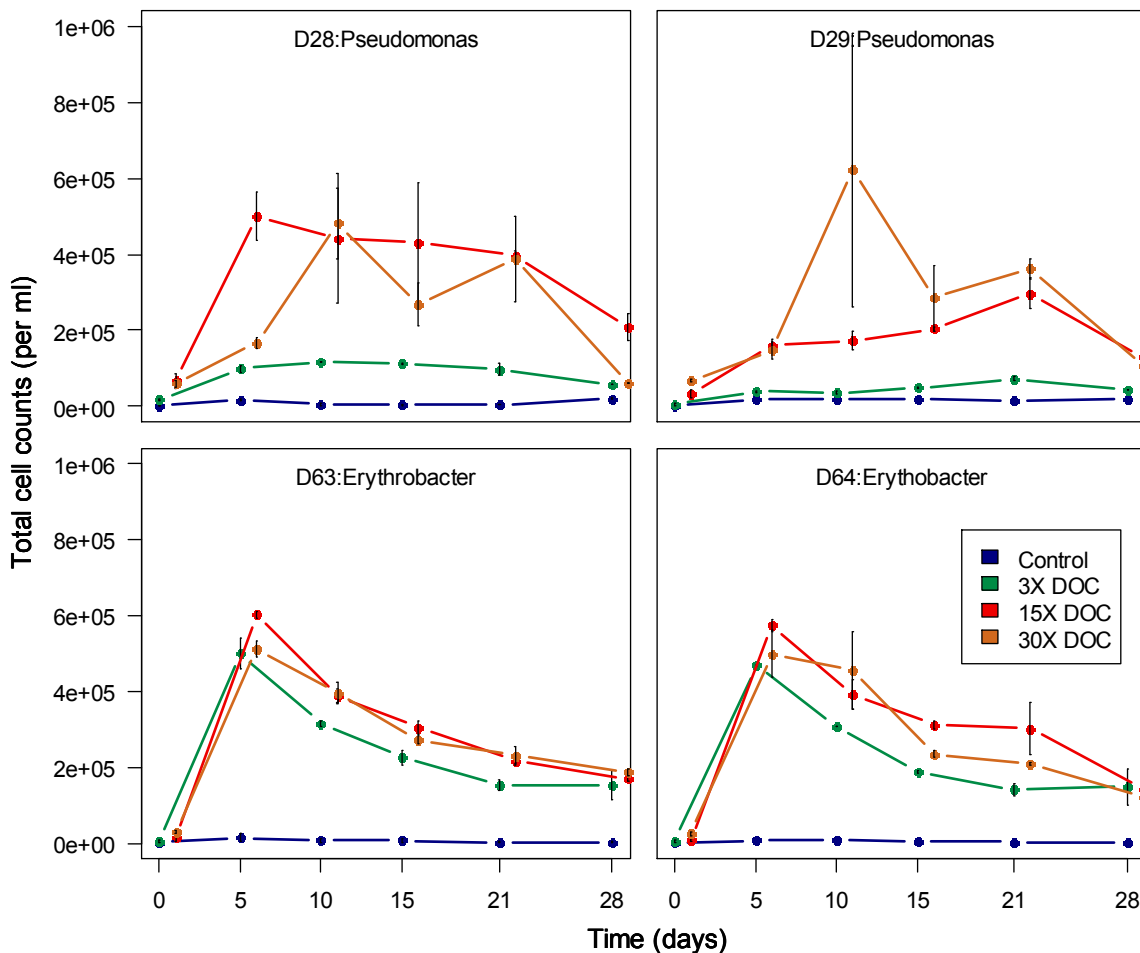 D28:Pseudomonas
D29:Pseudomonas
1e+06
8e+05
6e+05
4e+05
2e+05
0e+00
D63:Erythrobacter
D64:Erythobacter
1e+06
8e+05
6e+05
4e+05
2e+05
0e+00
Total cell counts (per ml)
Control
3X DOC
15X DOC
30X DOC
0 5 10 15 21 28
0 5 10 15 21 28
Time (days)